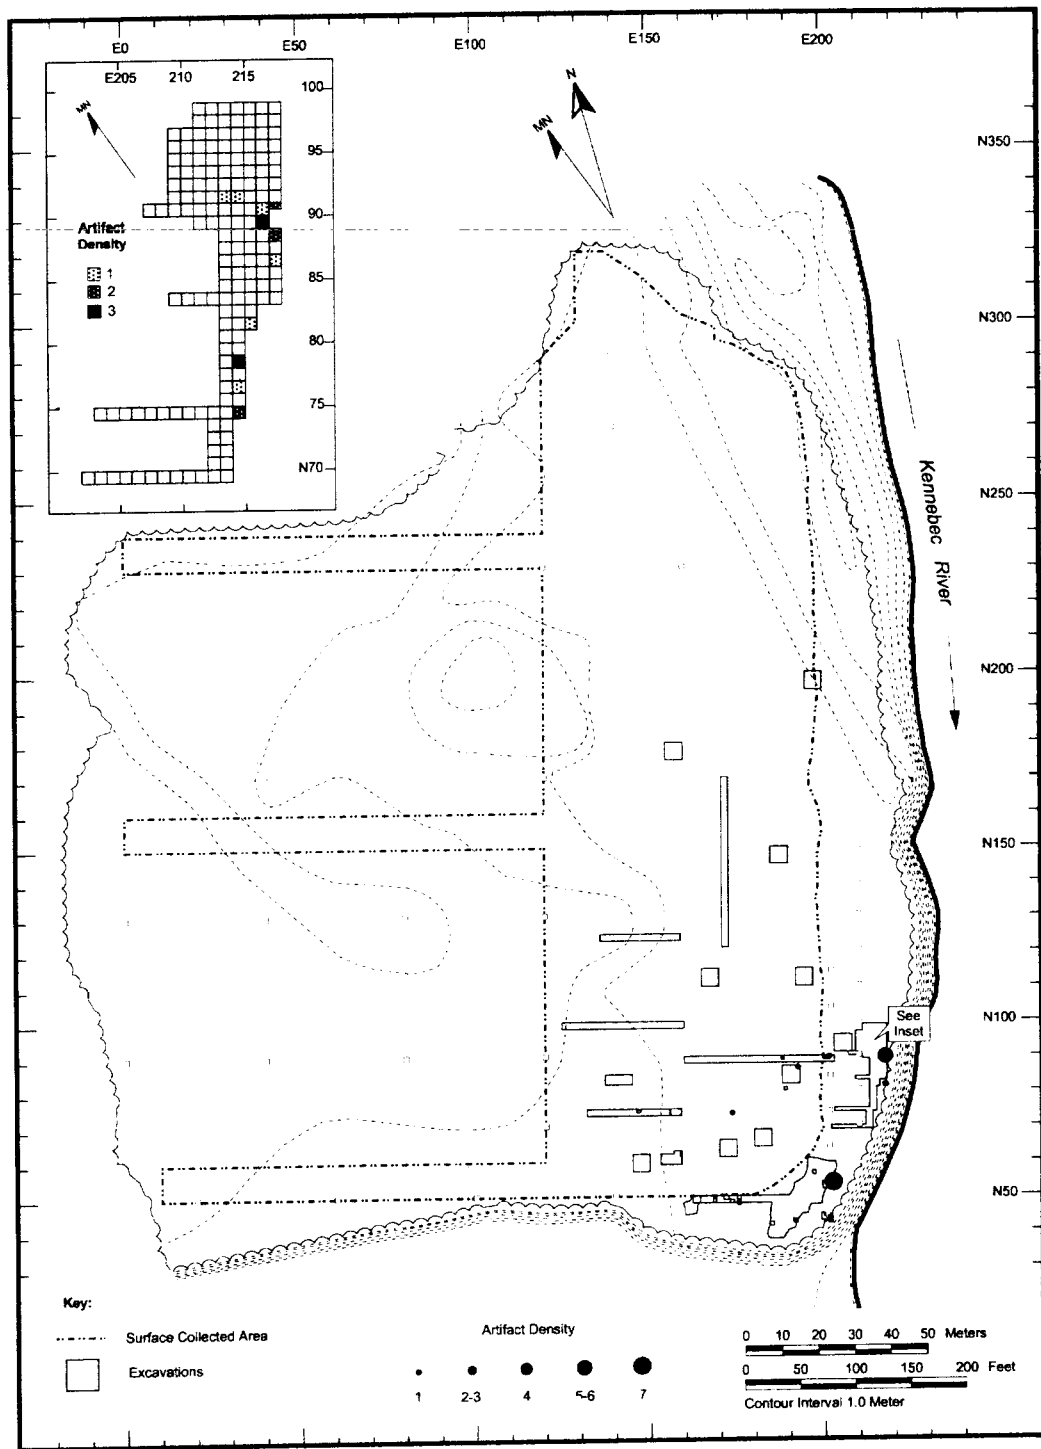 E0 E50 E100 E150 E200
E205 210 215
100
95
90
85
80
75
N70
MN
Artifact
Density
1
2
3
N
MN
N350
N300
N250
N200
N150
N100
N50
Kennebec River
See
Inset
Key:
Surface Collected Area
Excavations
Artifact Density
1 2-3 4 5-6 7
0 10 20 30 40 50 Meters
0 50 100 150 200 Feet
Contour Interval 1.0 Meter